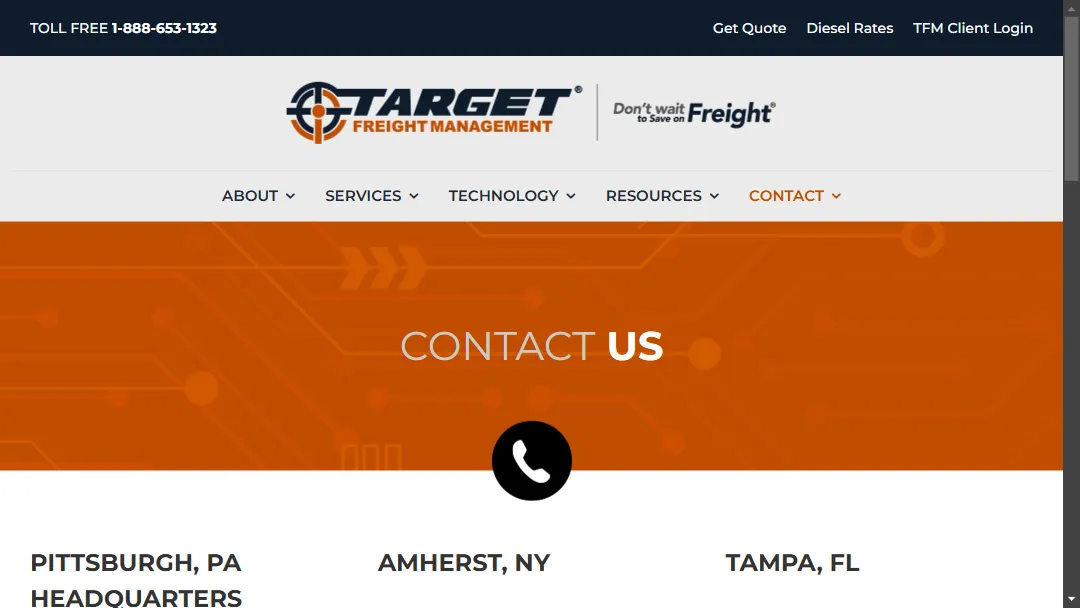 TOLL FREE 1-888-653-1323
Get Quote Diesel Rates TFM Client Login
TARGET®
FREIGHT MANAGEMENT
Don't wait
to Save on Freight®
ABOUT SERVICES TECHNOLOGY RESOURCES CONTACT
CONTACT US
PITTSBURGH, PA
HEADQUARTERS
AMHERST, NY
TAMPA, FL